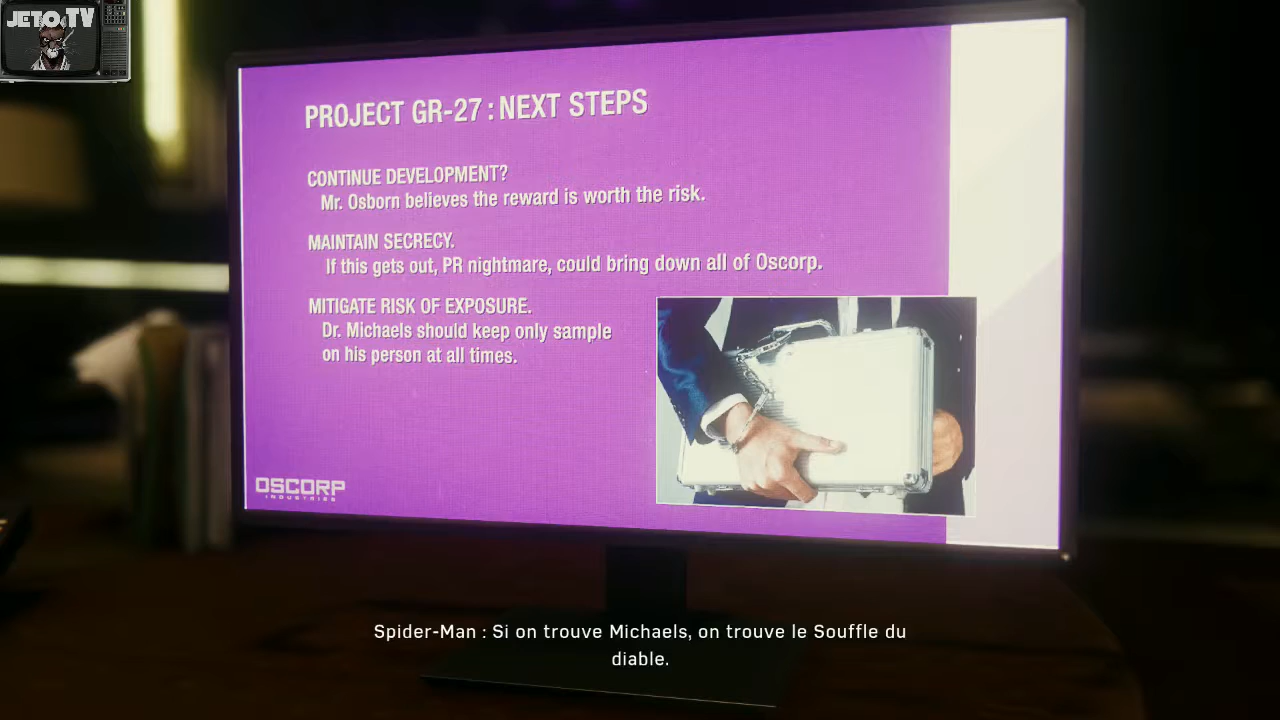 JETO.TV
PROJECT GR-27 : NEXT STEPS
CONTINUE DEVELOPMENT?
Mr. Osborn believes the reward is worth the risk.
MAINTAIN SECRECY.
If this gets out, PR nightmare, could bring down all of Oscorp.
MITIGATE RISK OF EXPOSURE.
Dr. Michaels should keep only sample
on his person at all times.
OSCORP
INDUSTRIES
Spider-Man : Si on trouve Michaels, on trouve le Souffle du
diable.